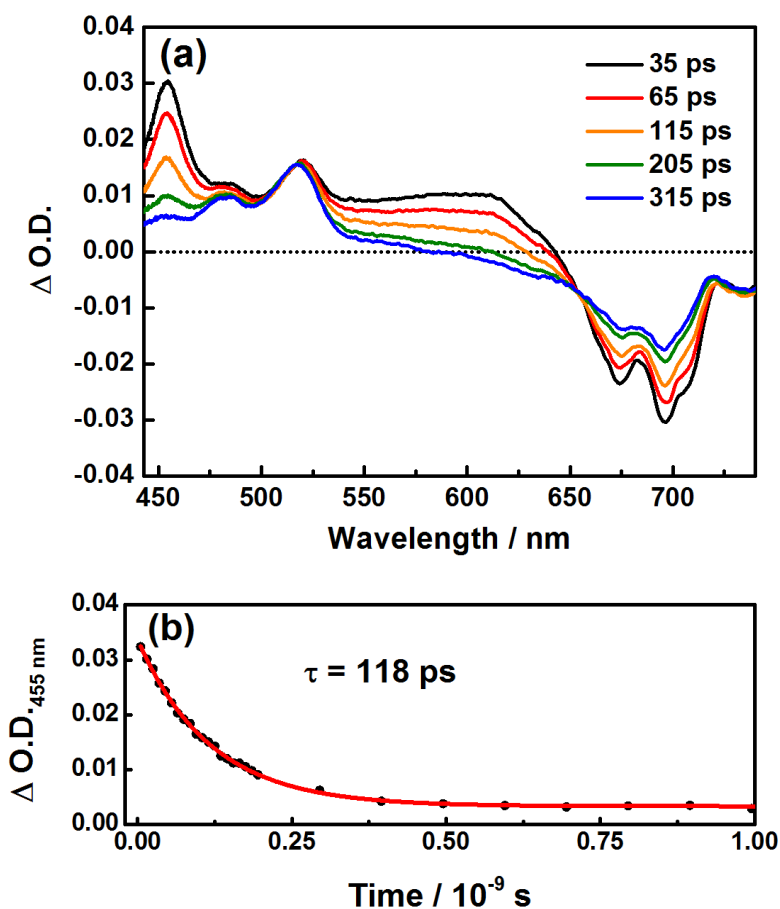 (a)
0.04
0.03
0.02
0.01
0.00
-0.01
-0.02
-0.03
-0.04
Δ O.D.
35 ps
65 ps
115 ps
205 ps
315 ps
450 500 550 600 650 700
Wavelength / nm
(b)
0.04
0.03
0.02
0.01
0.00
Δ O.D.455 nm
τ = 118 ps
0.00 0.25 0.50 0.75 1.00
Time / 10⁻⁹ s